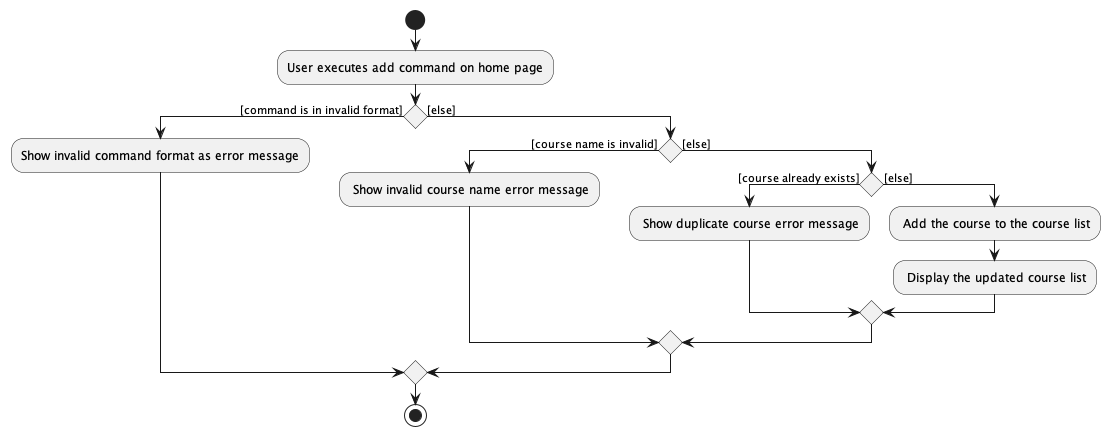 User executes add command on home page
[command is in invalid format]
[else]
Show invalid command format as error message
[course name is invalid]
[else]
Show invalid course name error message
[course already exists]
[else]
Show duplicate course error message
Add the course to the course list
Display the updated course list